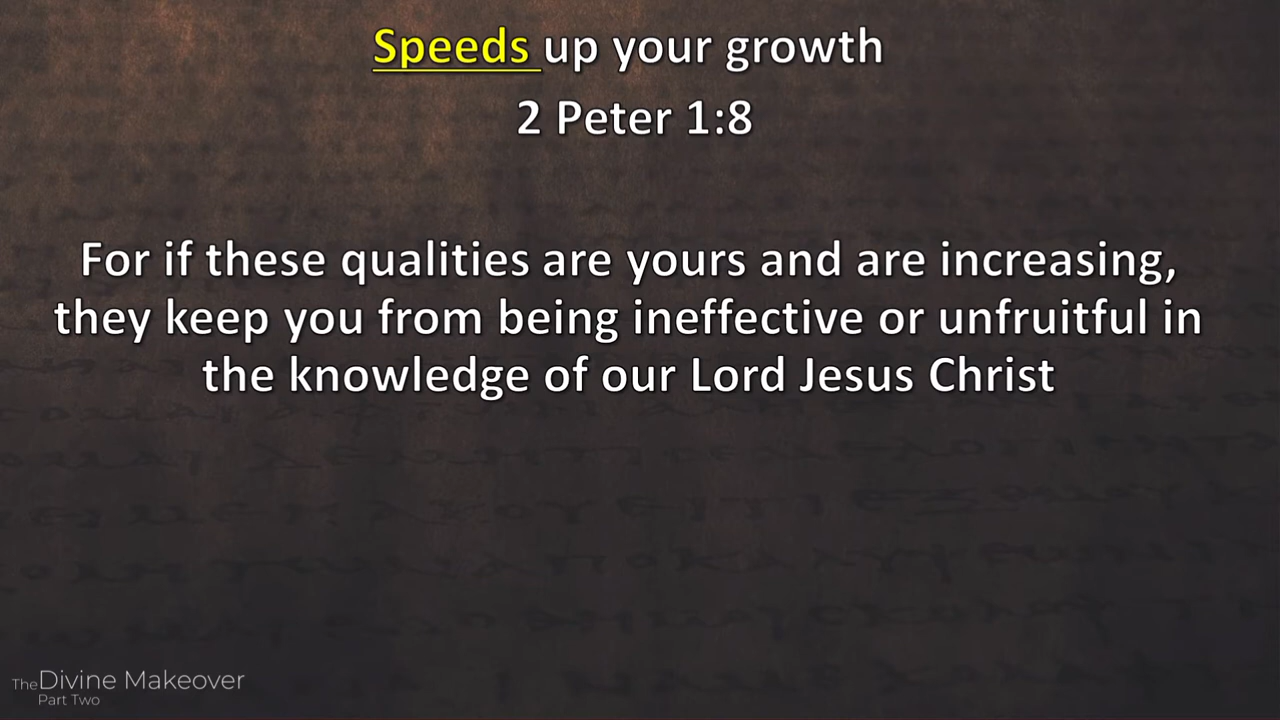 Speeds up your growth
2 Peter 1:8
For if these qualities are yours and are increasing,
they keep you from being ineffective or unfruitful in
the knowledge of our Lord Jesus Christ
The Divine Makeover
Part Two